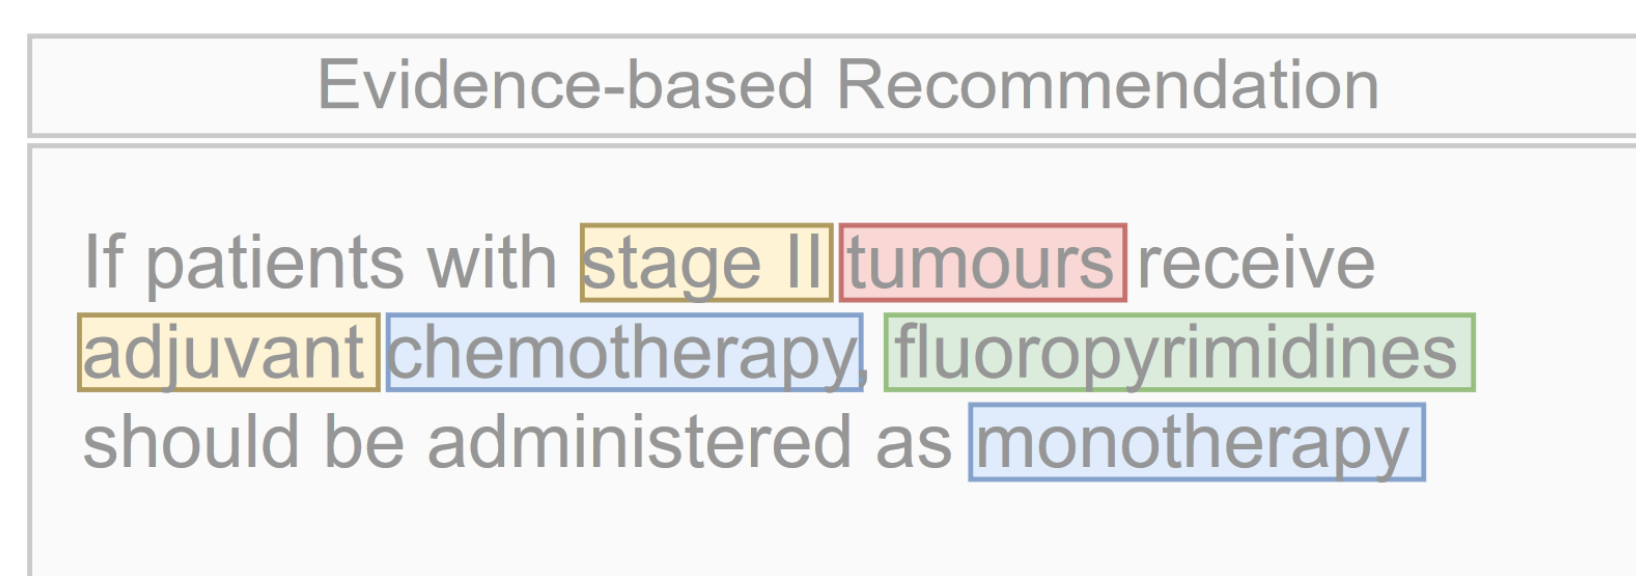 Evidence-based Recommendation
If patients with stage II tumours receive
adjuvant chemotherapy, fluoropyrimidines
should be administered as monotherapy